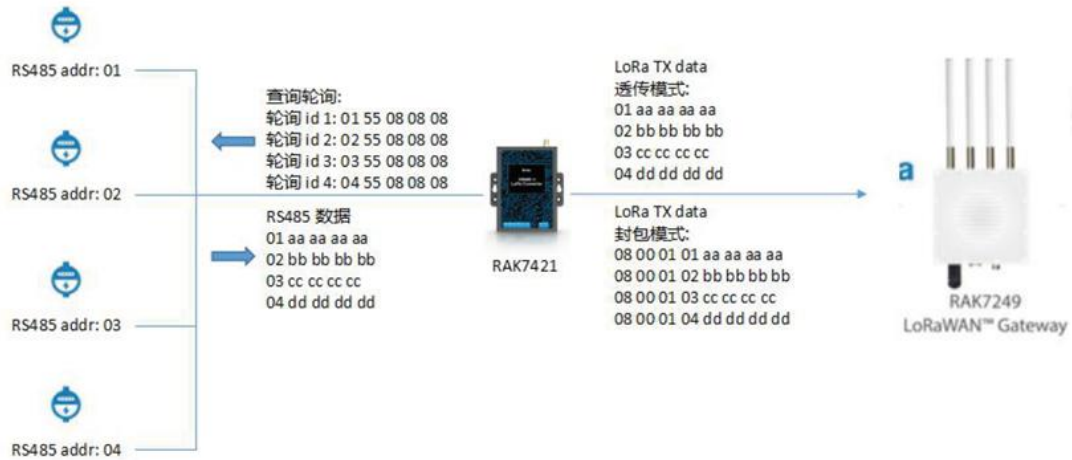 RS485 addr: 01
RS485 addr: 02
RS485 addr: 03
RS485 addr: 04
查询轮询:
轮询 id 1: 01 55 08 08 08
轮询 id 2: 02 55 08 08 08
轮询 id 3: 03 55 08 08 08
轮询 id 4: 04 55 08 08 08
RS485 数据
01 aa aa aa aa
02 bb bb bb bb
03 cc cc cc cc
04 dd dd dd dd
RAK7421
LoRa TX data
透传模式:
01 aa aa aa aa
02 bb bb bb bb
03 cc cc cc cc
04 dd dd dd dd
LoRa TX data
封包模式:
08 00 01 01 aa aa aa aa
08 00 01 02 bb bb bb bb
08 00 01 03 cc cc cc cc
08 00 01 04 dd dd dd dd
a
RAK7249
LoRaWAN™ Gateway